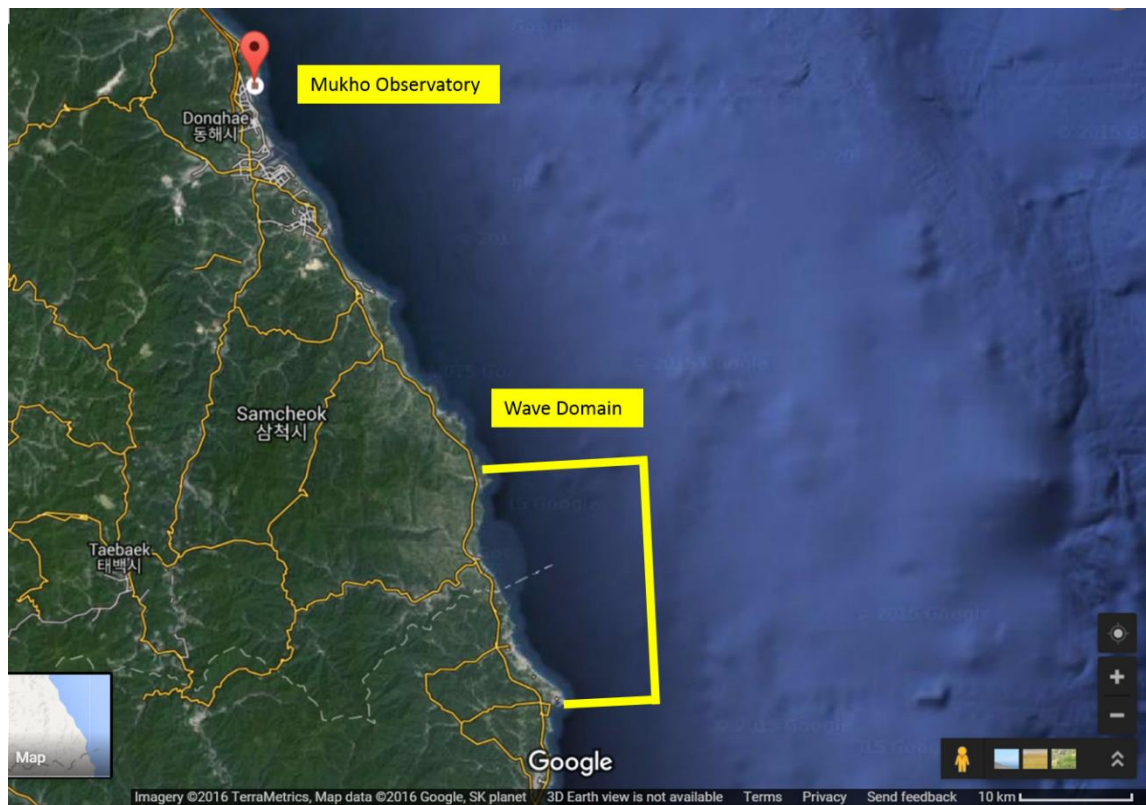 Mukho Observatory
Donghae
동해시
Wave Domain
Samcheok
삼척시
Taebaek
태백시
Map
Google
Imagery ©2016 TerraMetrics, Map data ©2016 Google, SK planet 3D Earth view is not available Terms Privacy Send feedback 10 km